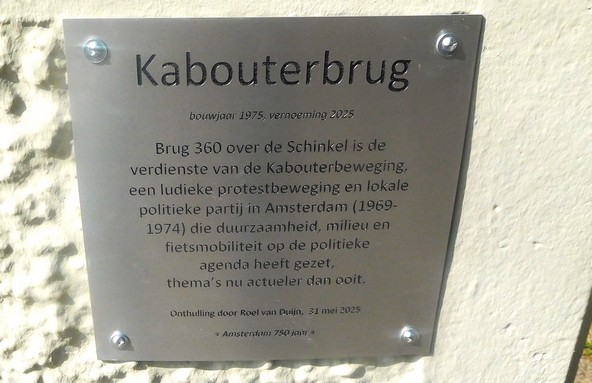 Kabouterbrug
bouwjaar 1975, vernoeming 2025
Brug 360 over de Schinkel is de
verdienste van de Kabouterbeweging,
een ludieke protestbeweging en lokale
politieke partij in Amsterdam (1969-
1974) die duurzaamheid, milieu en
fietsmobiliteit op de politieke
agenda heeft gezet,
thema's nu actueler dan ooit.
Onthulling door Roel van Duijn, 31 mei 2025
* Amsterdam 750 jaar *